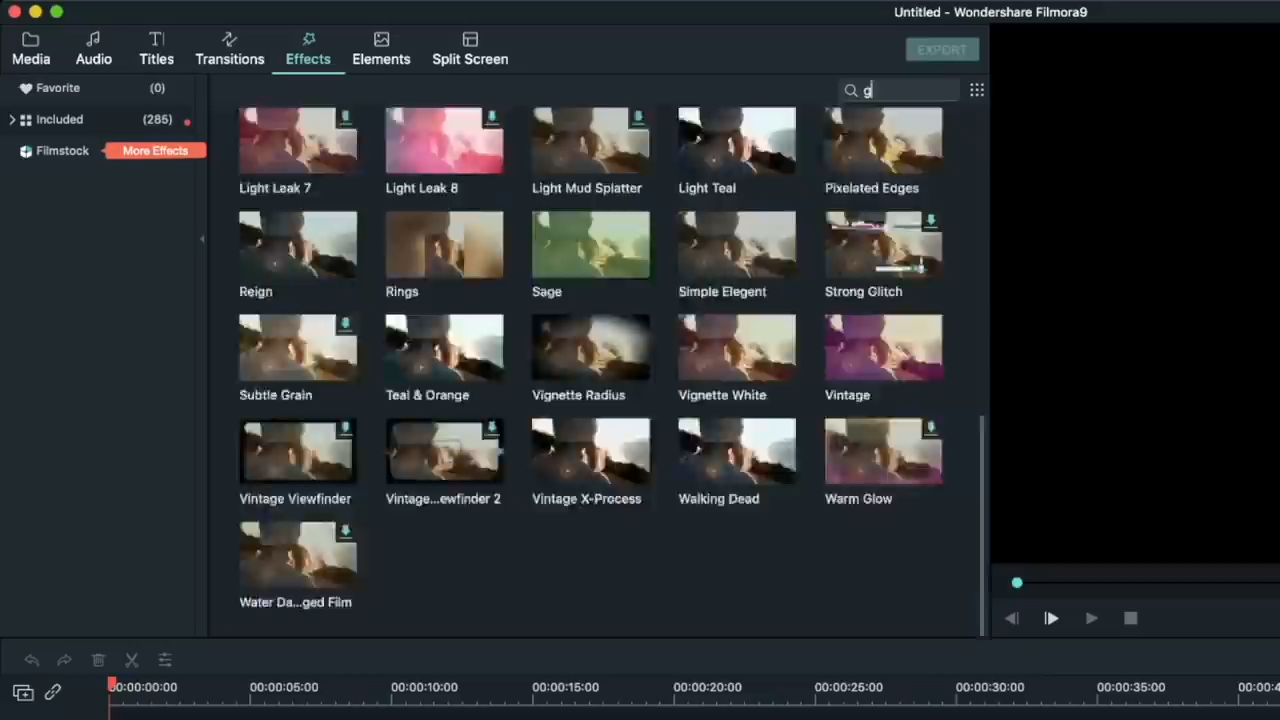 Untitled - Wondershare Filmora9
Media Audio Titles Transitions Effects Elements Split Screen
EXPORT
Favorite (0)
g
Included (285)
Filmstock More Effects
Light Leak 7 Light Leak 8 Light Mud Splatter Light Teal Pixelated Edges
Reign Rings Sage Simple Elegent Strong Glitch
Subtle Grain Teal & Orange Vignette Radius Vignette White Vintage
Vintage Viewfinder Vintage...ewfinder 2 Vintage X-Process Walking Dead Warm Glow
Water Da...ged Film
00:00:00:00 00:00:05:00 00:00:10:00 00:00:15:00 00:00:20:00 00:00:25:00 00:00:30:00 00:00:35:00 00:00:4